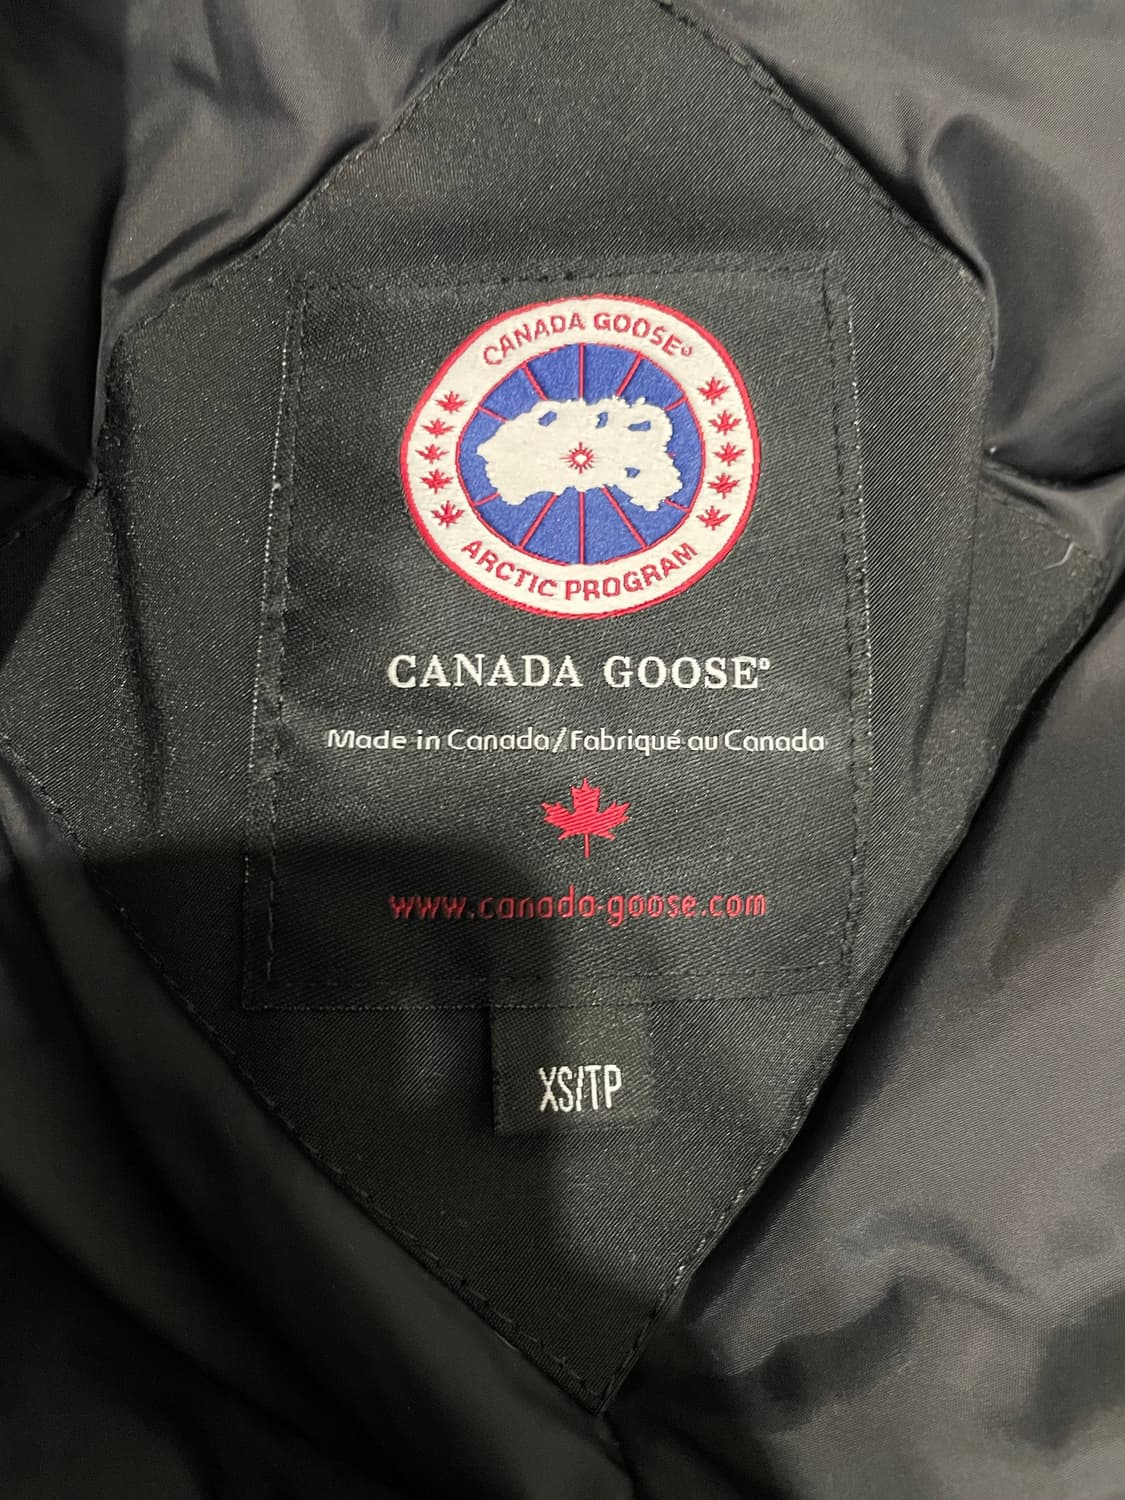 CANADA GOOSE®
ARCTIC PROGRAM
CANADA GOOSE®
Made in Canada/Fabriqué au Canada
www.canada-goose.com
XS/TP